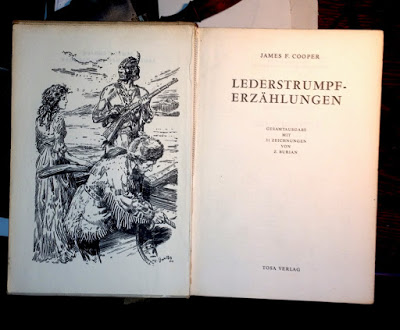 JAMES F. COOPER
LEDERSTRUMPF-
ERZÄHLUNGEN
GESAMTAUSGABE
MIT
ZEICHNUNGEN
VON
Z. BURIAN
TOSA VERLAG